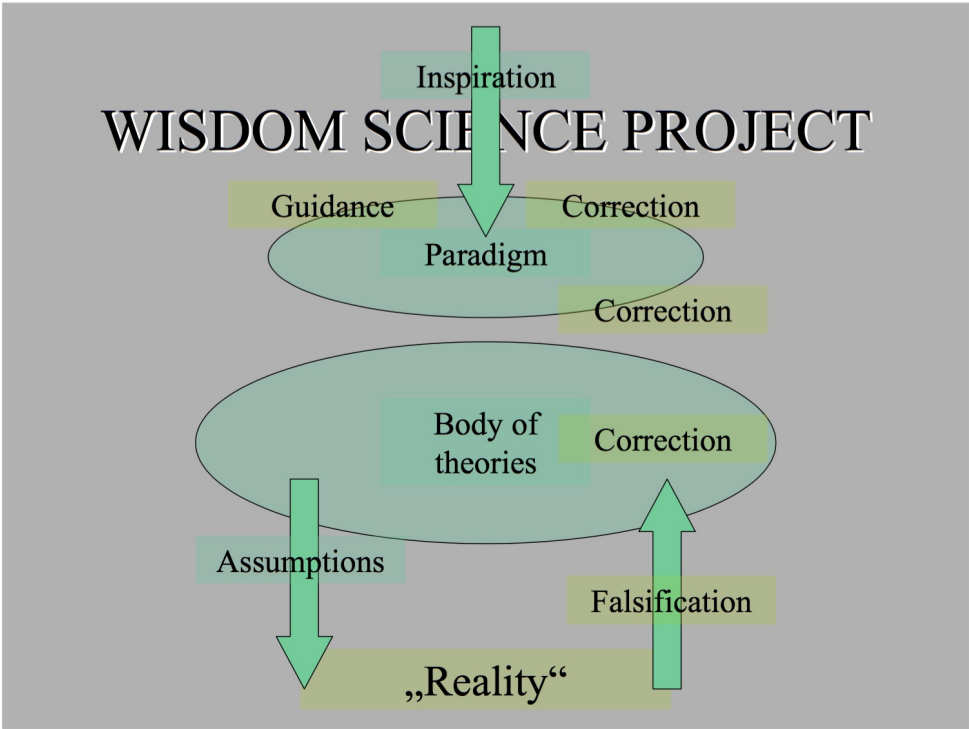 Inspiration
WISDOM SCIENCE PROJECT
Guidance
Correction
Paradigm
Correction
Body of
theories
Correction
Assumptions
Falsification
„Reality“